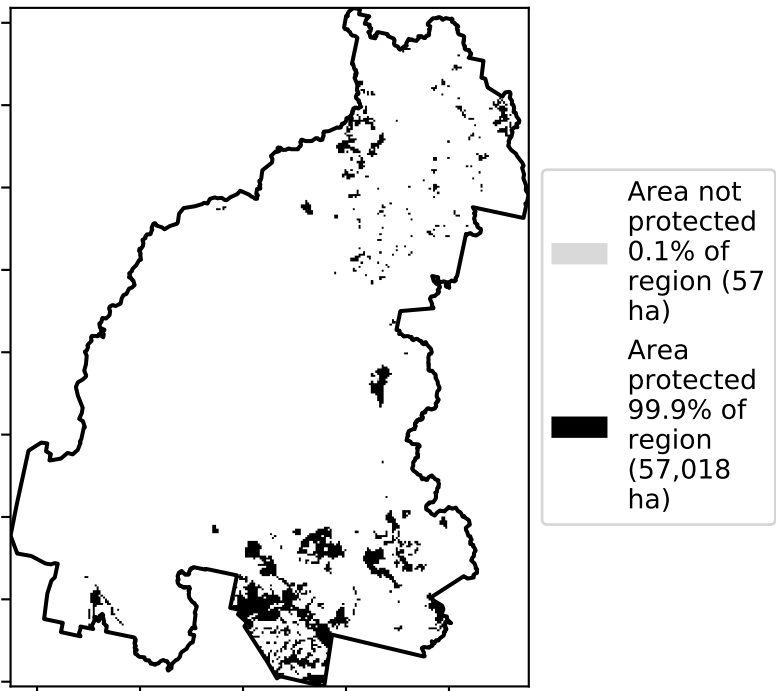 Area not
protected
0.1% of
region (57
ha)
Area
protected
99.9% of
region
(57,018
ha)